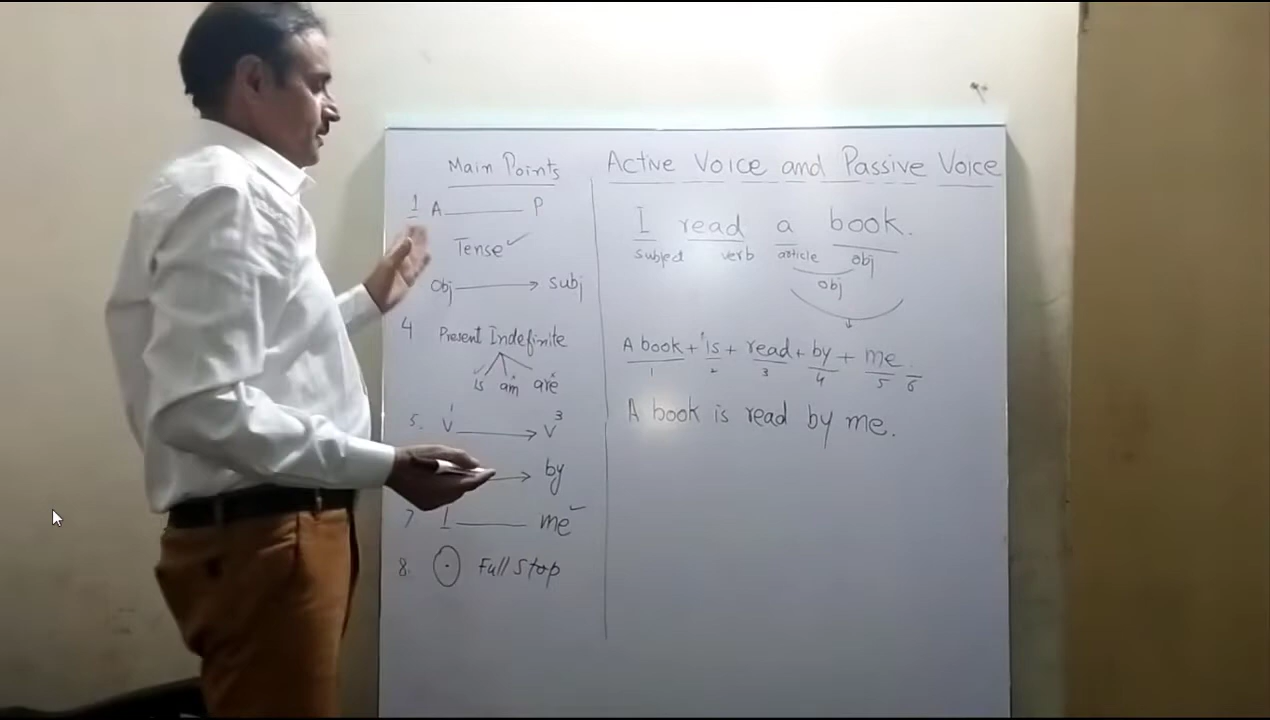 Main Points
1 A P
Tense ✓
Obj → subj
4 Present Indefinite
is am are
5. V1 → V3
→ by
7 I me ✓
8. Full Stop
Active Voice and Passive Voice
I read a book.
subject verb article obj
obj
A book + is + read + by + me .
1 2 3 4 5 6
A book is read by me.